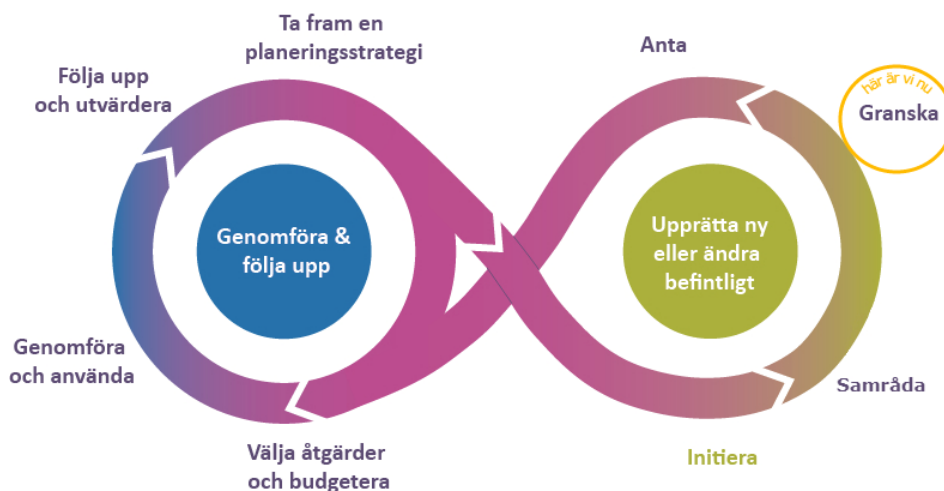 Ta fram en
planeringsstrategi
Anta
Följa upp
och utvärdera
här är vi nu
Granska
Genomföra &
följa upp
Upprätta ny
eller ändra
befintligt
Genomföra
och använda
Samråda
Välja åtgärder
och budgetera
Initiera